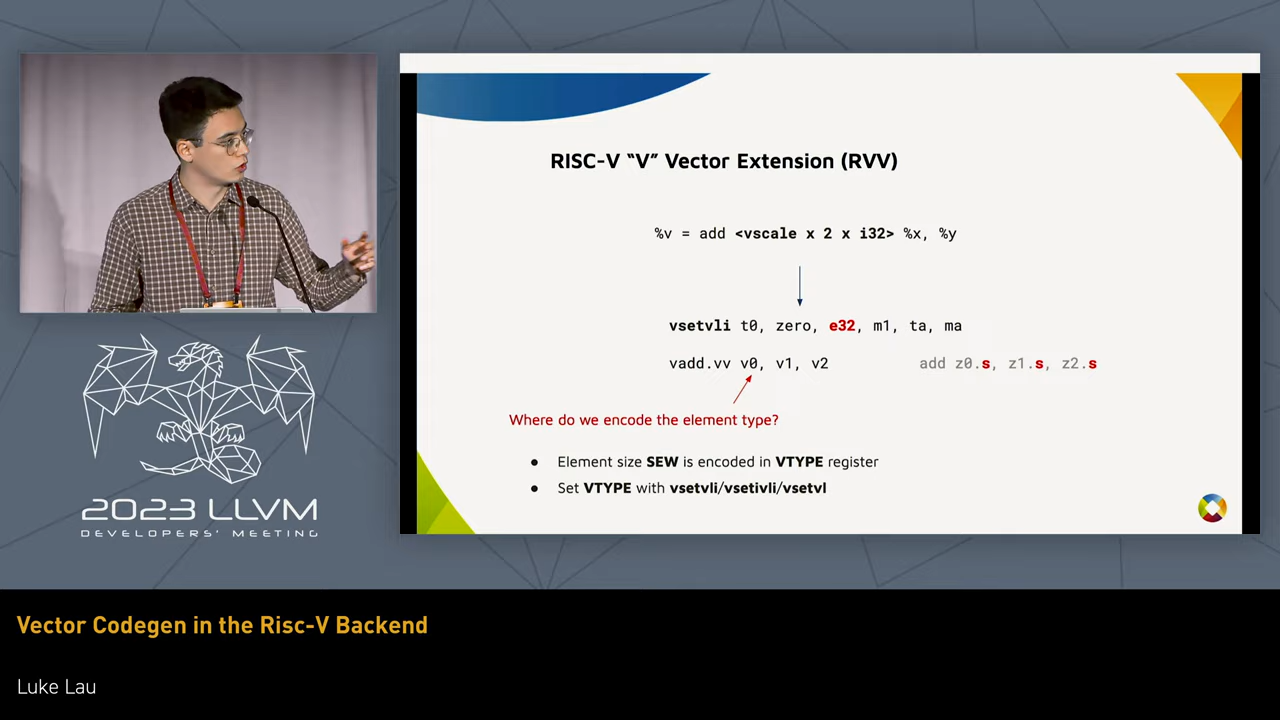 RISC-V “V” Vector Extension (RVV)
%v = add <vscale x 2 x i32> %x, %y
vsetvli t0, zero, e32, m1, ta, ma
vadd.vv v0, v1, v2
add z0.s, z1.s, z2.s
Where do we encode the element type?
● Element size SEW is encoded in VTYPE register
● Set VTYPE with vsetvli/vsetivli/vsetvl
2023 LLVM
DEVELOPERS' MEETING
Vector Codegen in the Risc-V Backend
Luke Lau